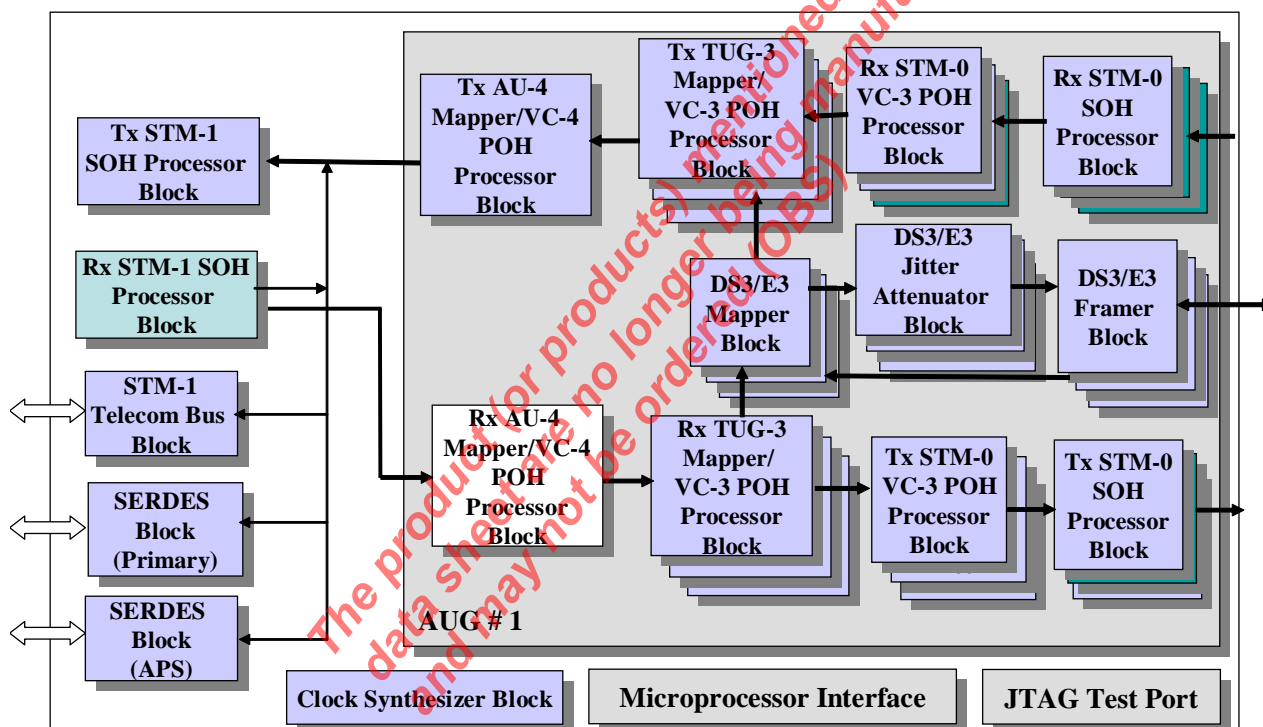 Tx TUG-3
Mapper/
VC-3 POH
Processor
Block
Rx STM-0
VC-3 POH
Processor
Block
Rx STM-0
SOH
Processor
Block
Tx AU-4
Mapper/VC-4
POH
Processor
Block
Tx STM-1
SOH Processor
Block
Rx STM-1 SOH
Processor
Block
DS3/E3
Mapper
Block
DS3/E3
Jitter
Attenuator
Block
DS3/E3
Framer
Block
STM-1
Telecom Bus
Block
Rx AU-4
Mapper/VC-4
POH
Processor
Block
Rx TUG-3
Mapper/
VC-3 POH
Processor
Block
Tx STM-0
VC-3 POH
Processor
Block
Tx STM-0
SOH
Processor
Block
SERDES
Block
(Primary)
SERDES
Block
(APS)
AUG # 1
Clock Synthesizer Block
Microprocessor Interface
JTAG Test Port
The product (or products) mentioned
data sheet are no longer being manuf
and may not be ordered (OBS)